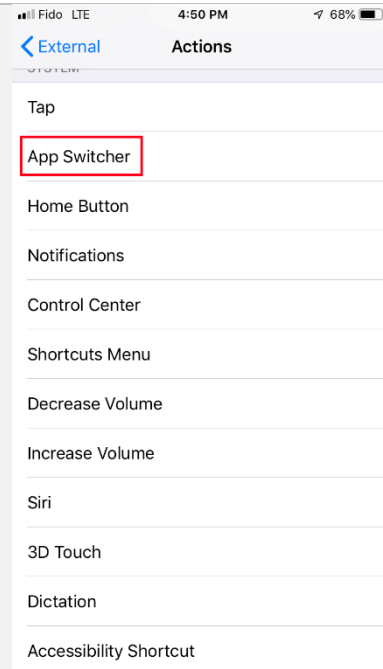 Fido LTE 4:50 PM 68%
External Actions
SYSTEM
Tap
App Switcher
Home Button
Notifications
Control Center
Shortcuts Menu
Decrease Volume
Increase Volume
Siri
3D Touch
Dictation
Accessibility Shortcut